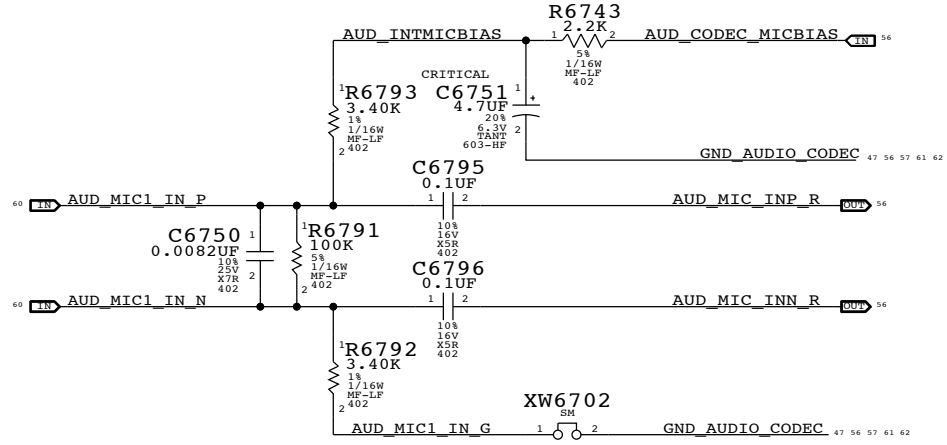 R6743
2.2K
AUD_INTMICBIAS
1
2
AUD_CODEC_MICBIAS
IN
56
5%
1/16W
MF-LF
402
CRITICAL
1
R6793
3.40K
1%
1/16W
MF-LF
2
402
C6751
1
+
4.7UF
20%
6.3V
2
TANT
603-HF
GND_AUDIO_CODEC
47 56 57 61 62
C6795
0.1UF
60
IN
AUD_MIC1_IN_P
1
2
AUD_MIC_INP_R
OUT
56
10%
16V
X5R
402
C6750
1
0.0082UF
10%
25V
2
X7R
402
1
R6791
100K
5%
1/16W
MF-LF
2
402
C6796
0.1UF
60
IN
AUD_MIC1_IN_N
1
2
AUD_MIC_INN_R
OUT
56
10%
16V
X5R
402
1
R6792
3.40K
1%
1/16W
MF-LF
2
402
XW6702
SM
AUD_MIC1_IN_G
1
2
GND_AUDIO_CODEC
47 56 57 61 62